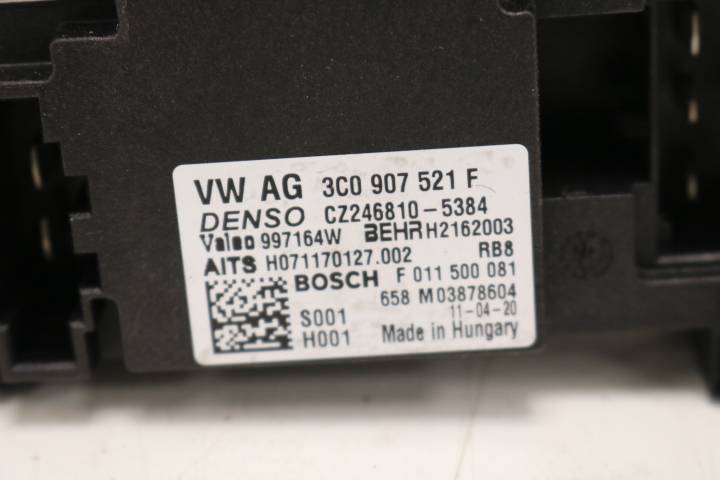 VW AG 3C0 907 521 F
DENSO CZ246810-5384
Valeo 997164W BEHR H2162003
AITS H071170127.002 RB8
BOSCH F 011 500 081
658 M03878604
S001 11-04-20
H001 Made in Hungary